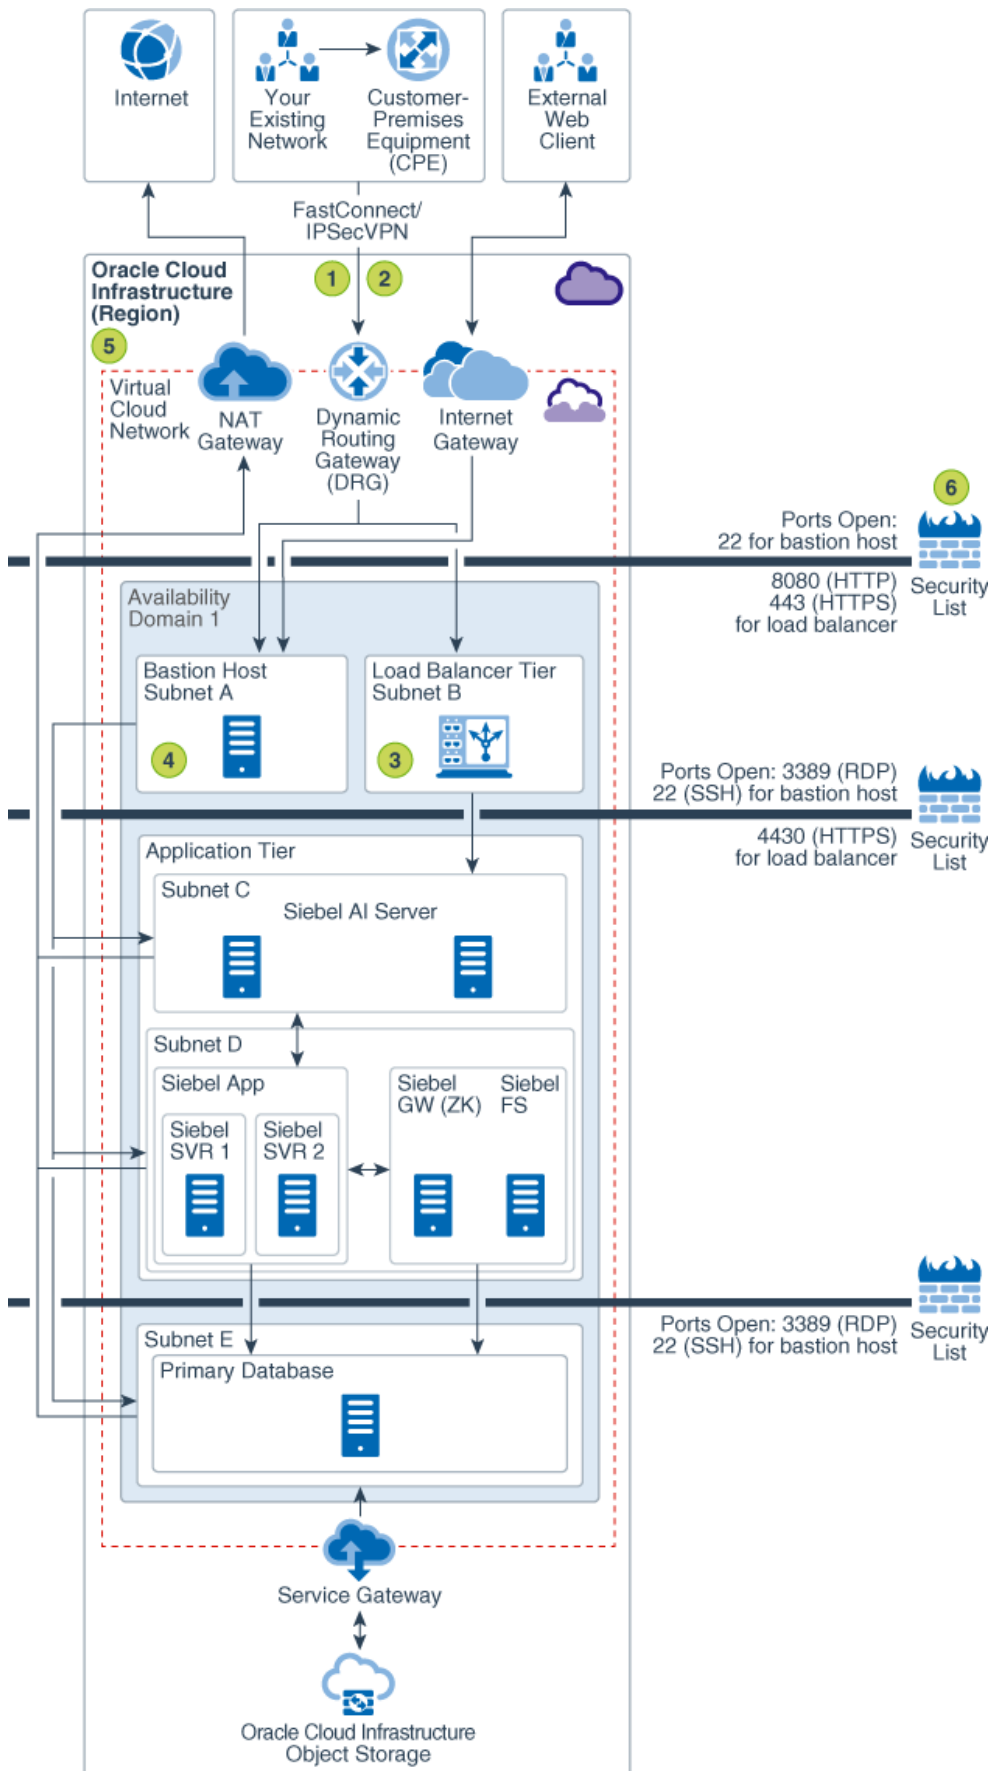 Internet
Your
Existing
Network
Customer-
Premises
Equipment
(CPE)
External
Web
Client
FastConnect/
IPSecVPN
Oracle Cloud
Infrastructure
(Region)
1
2
5
Virtual
Cloud
Network
NAT
Gateway
Dynamic
Routing
Gateway
(DRG)
Internet
Gateway
6
Ports Open:
22 for bastion host
8080 (HTTP)
443 (HTTPS)
for load balancer
Security
List
Availability
Domain 1
Bastion Host
Subnet A
4
Load Balancer Tier
Subnet B
3
Ports Open: 3389 (RDP)
22 (SSH) for bastion host
4430 (HTTPS)
for load balancer
Security
List
Application Tier
Subnet C
Siebel AI Server
Subnet D
Siebel App
Siebel
SVR 1
Siebel
SVR 2
Siebel
GW (ZK)
Siebel
FS
Ports Open: 3389 (RDP)
22 (SSH) for bastion host
Security
List
Subnet E
Primary Database
Service Gateway
Oracle Cloud Infrastructure
Object Storage